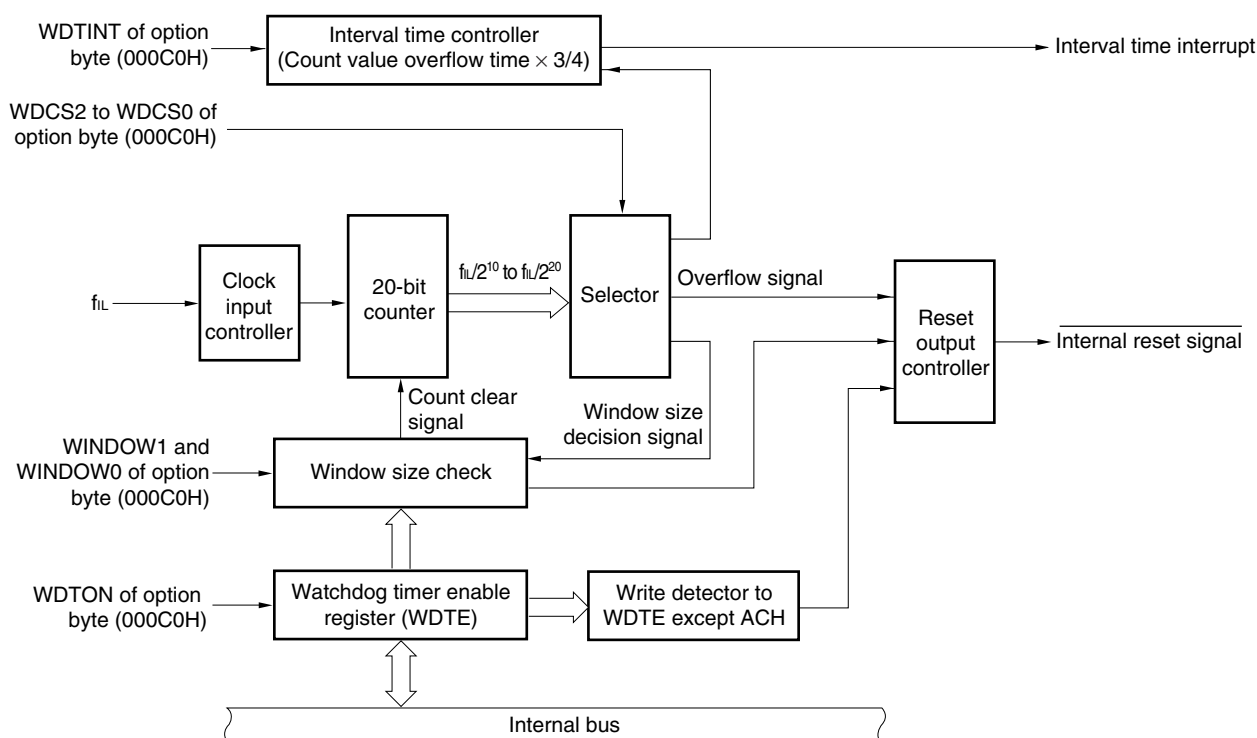 WDTINT of option
byte (000C0H)
Interval time controller
(Count value overflow time × 3/4)
Interval time interrupt
WDCS2 to WDCS0 of
option byte (000C0H)
fIL
Clock
input
controller
20-bit
counter
fIL/2¹⁰ to fIL/2²⁰
Selector
Overflow signal
Reset
output
controller
Internal reset signal
Count clear
signal
Window size
decision signal
WINDOW1 and
WINDOW0 of option
byte (000C0H)
Window size check
WDTON of option
byte (000C0H)
Watchdog timer enable
register (WDTE)
Write detector to
WDTE except ACH
Internal bus